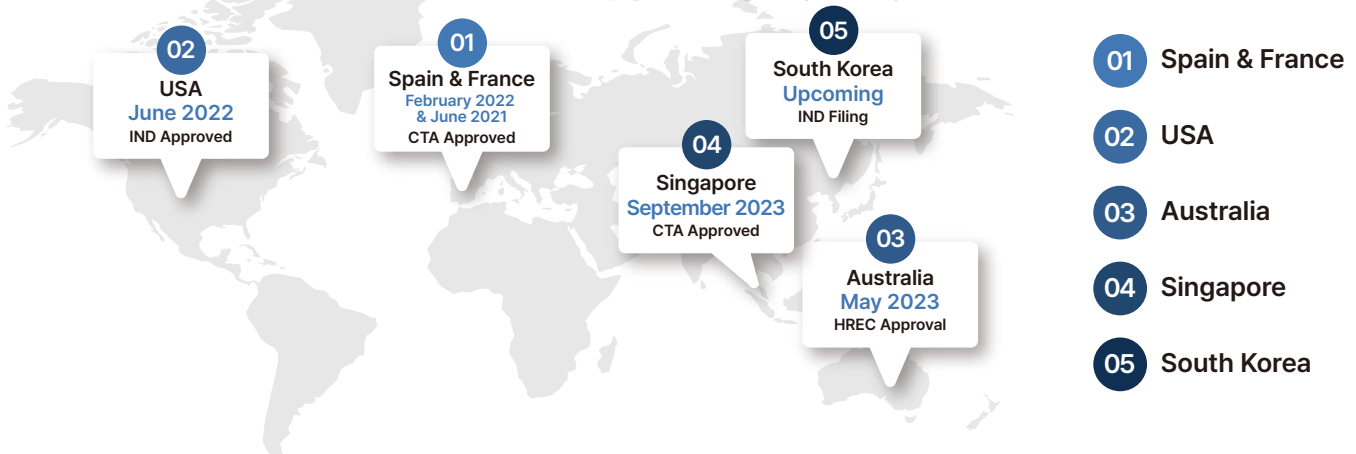 02
USA
June 2022
IND Approved
01
Spain & France
February 2022
& June 2021
CTA Approved
05
South Korea
Upcoming
IND Filing
04
Singapore
September 2023
CTA Approved
03
Australia
May 2023
HREC Approval
01 Spain & France
02 USA
03 Australia
04 Singapore
05 South Korea